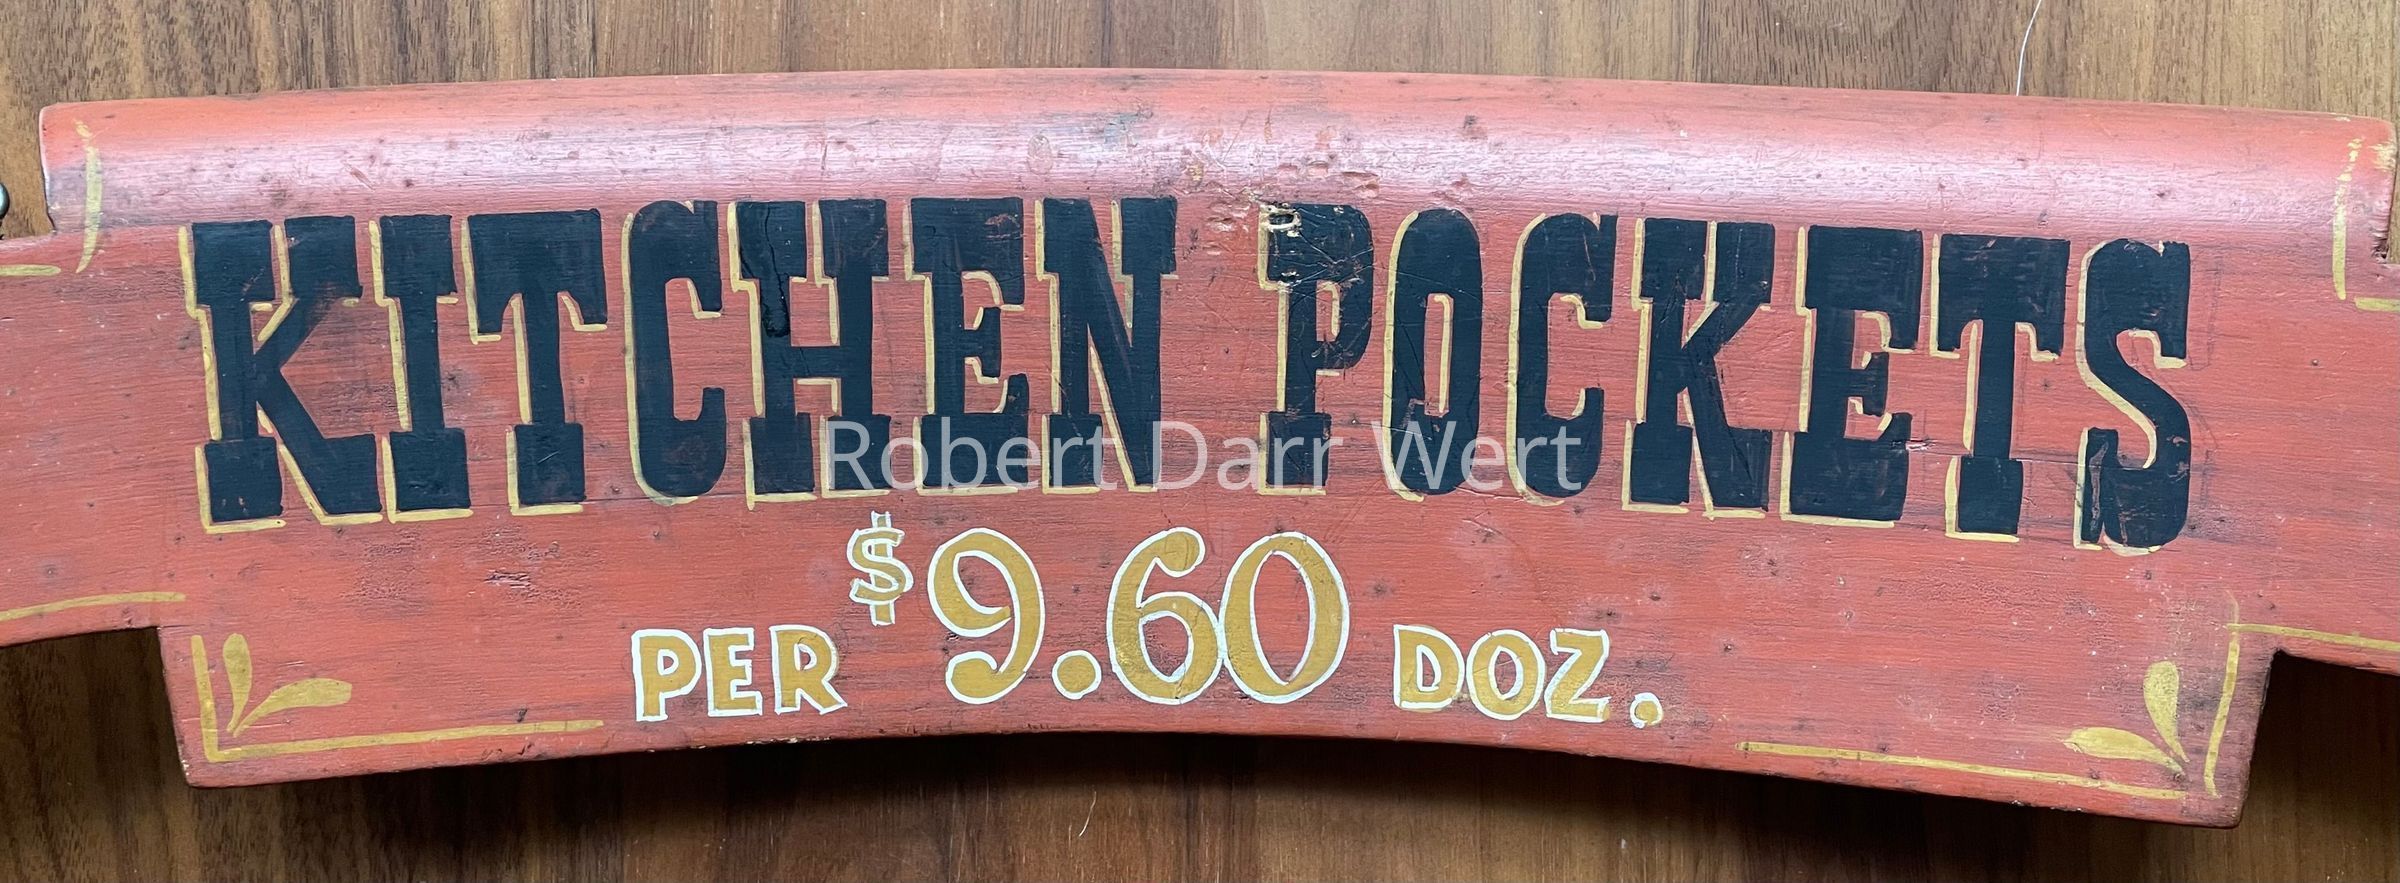 KITCHEN POCKETS
Robert Darr Wert
PER $9.60 DOZ.